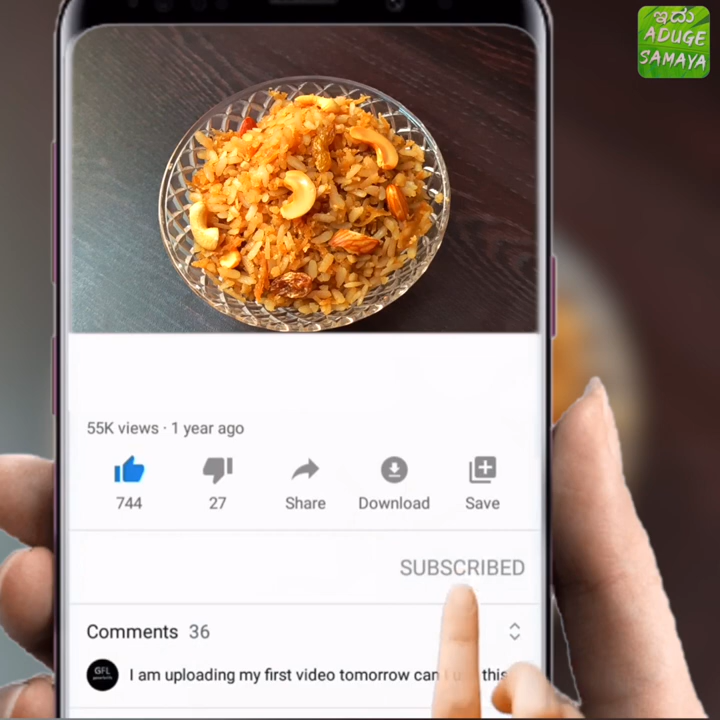 ಇದು
ADUGE
SAMAYA
55K views · 1 year ago
744
27
Share
Download
Save
SUBSCRIBED
Comments 36
GFL
I am uploading my first video tomorrow can I use this